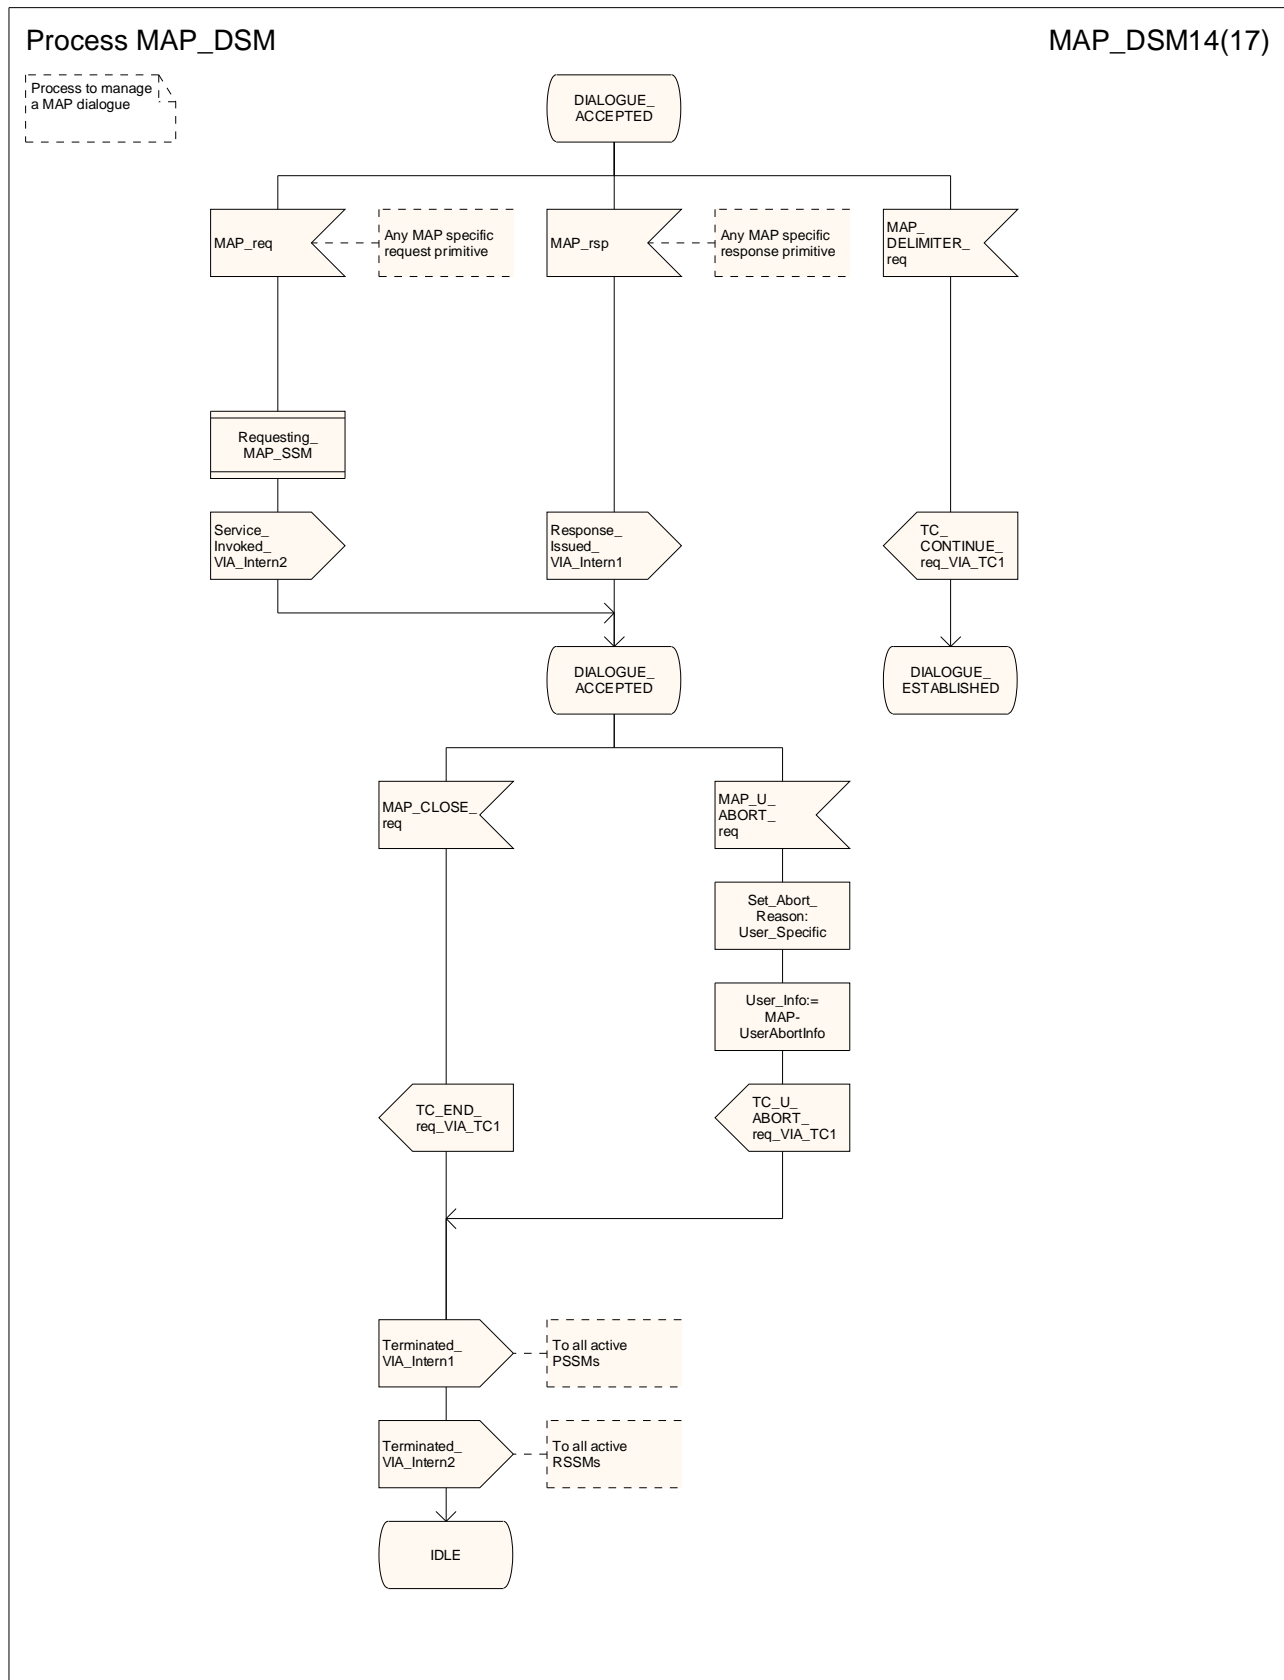 Process MAP_DSM
MAP_DSM14(17)
Process to manage
a MAP dialogue
DIALOGUE_
ACCEPTED
MAP_req
Any MAP specific
request primitive
MAP_rsp
Any MAP specific
response primitive
MAP_
DELIMITER_
req
Requesting_
MAP_SSM
Service_
Invoked_
VIA_Intern2
Response_
Issued_
VIA_Intern1
TC_
CONTINUE_
req_VIA_TC1
DIALOGUE_
ACCEPTED
DIALOGUE_
ESTABLISHED
MAP_CLOSE_
req
MAP_U_
ABORT_
req
Set_Abort_
Reason:
User_Specific
User_Info:=
MAP-
UserAbortInfo
TC_END_
req_VIA_TC1
TC_U_
ABORT_
req_VIA_TC1
Terminated_
VIA_Intern1
To all active
PSSMs
Terminated_
VIA_Intern2
To all active
RSSMs
IDLE